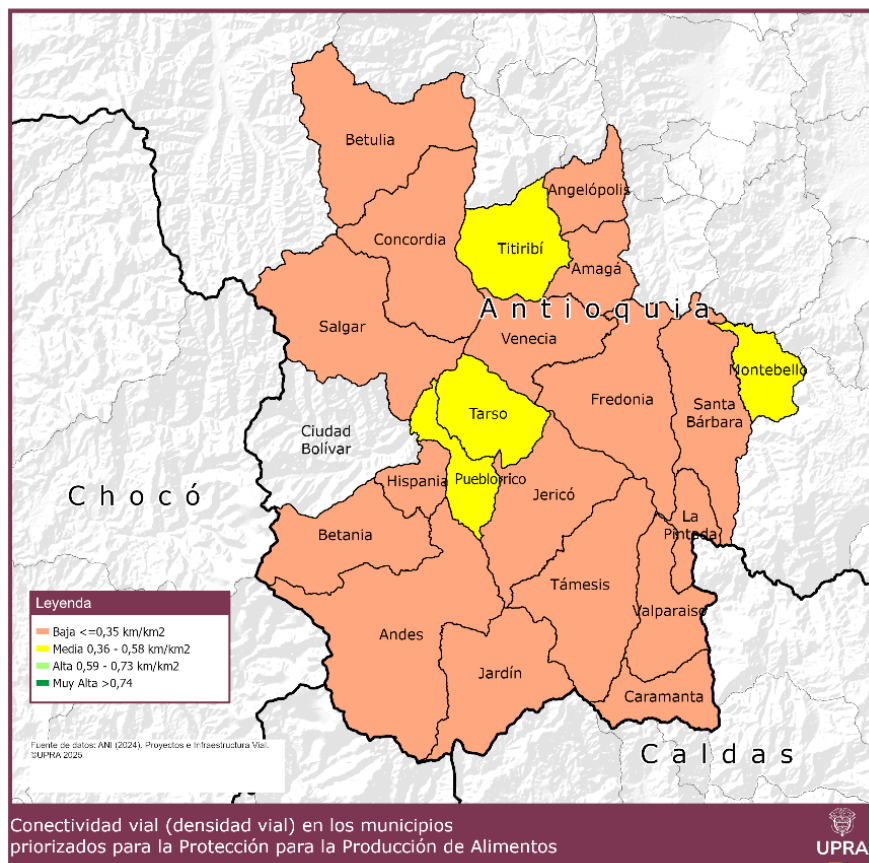 Betulia
Angelópolis
Concordia
Titiribí
Amagá
Antioquia
Salgar
Venecia
Montebello
Fredonia
Santa
Bárbara
Tarso
Ciudad
Bolívar
Chocó
Hispania
Pueblorrico
Jericó
Betania
La
Pintada
Támesis
Valparaiso
Andes
Jardín
Caramanta
Caldas
Leyenda
Baja <=0,35 km/km2
Media 0,36 - 0,58 km/km2
Alta 0,59 - 0,73 km/km2
Muy Alta >0,74
Fuente de datos: ANI (2024). Proyectos e Infraestructura Vial.
©UPRA 2025
Conectividad vial (densidad vial) en los municipios
priorizados para la Protección para la Producción de Alimentos
UPRA